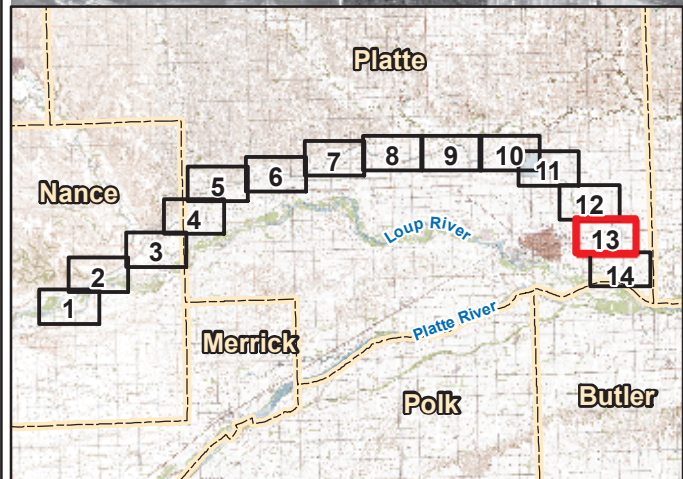 Platte
7
8
9
10
11
6
5
Nance
12
4
Loup River
13
3
14
2
1
Platte River
Merrick
Butler
Polk